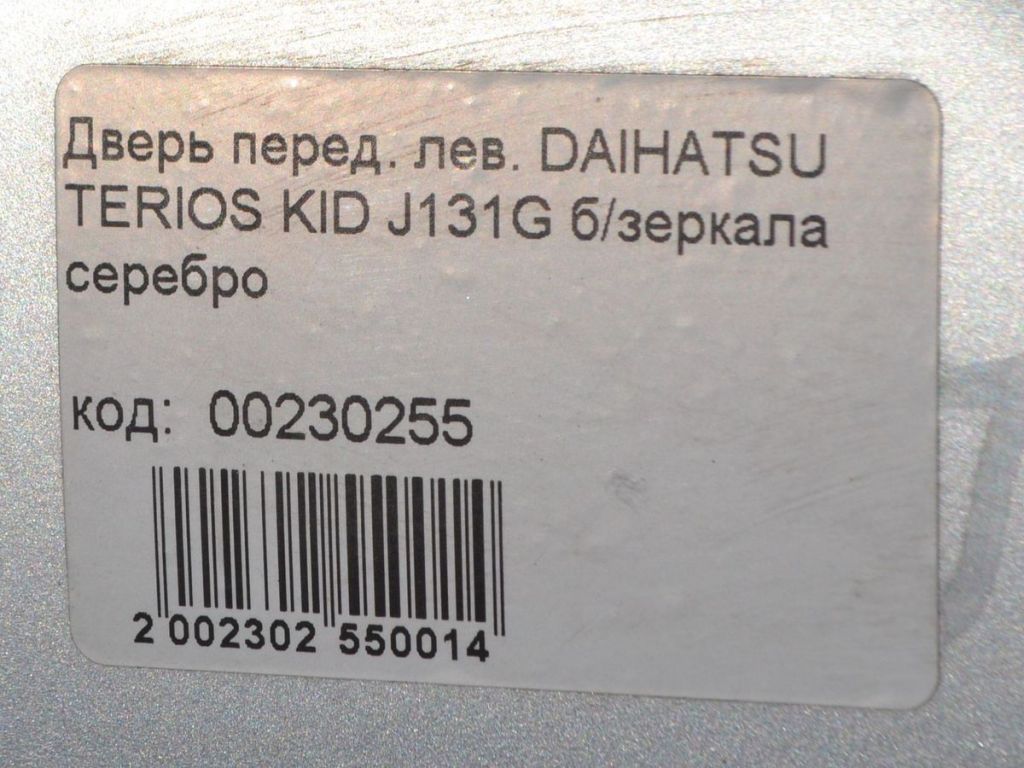 Дверь перед. лев. DAIHATSU
TERIOS KID J131G б/зеркала
серебро
код: 00230255
2 002302 550014